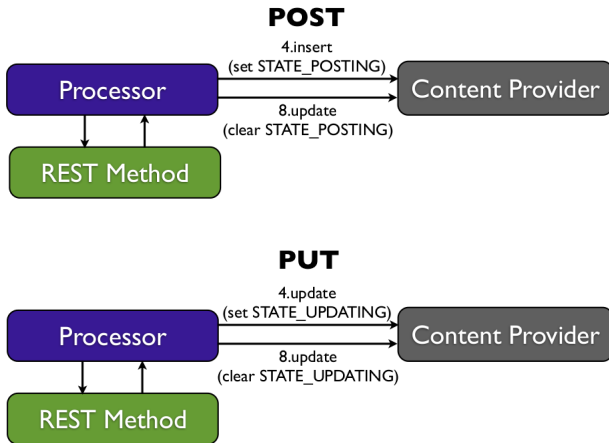 POST
4.insert
(set STATE_POSTING)
Processor
Content Provider
8.update
(clear STATE_POSTING)
REST Method
PUT
4.update
(set STATE_UPDATING)
Processor
Content Provider
8.update
(clear STATE_UPDATING)
REST Method